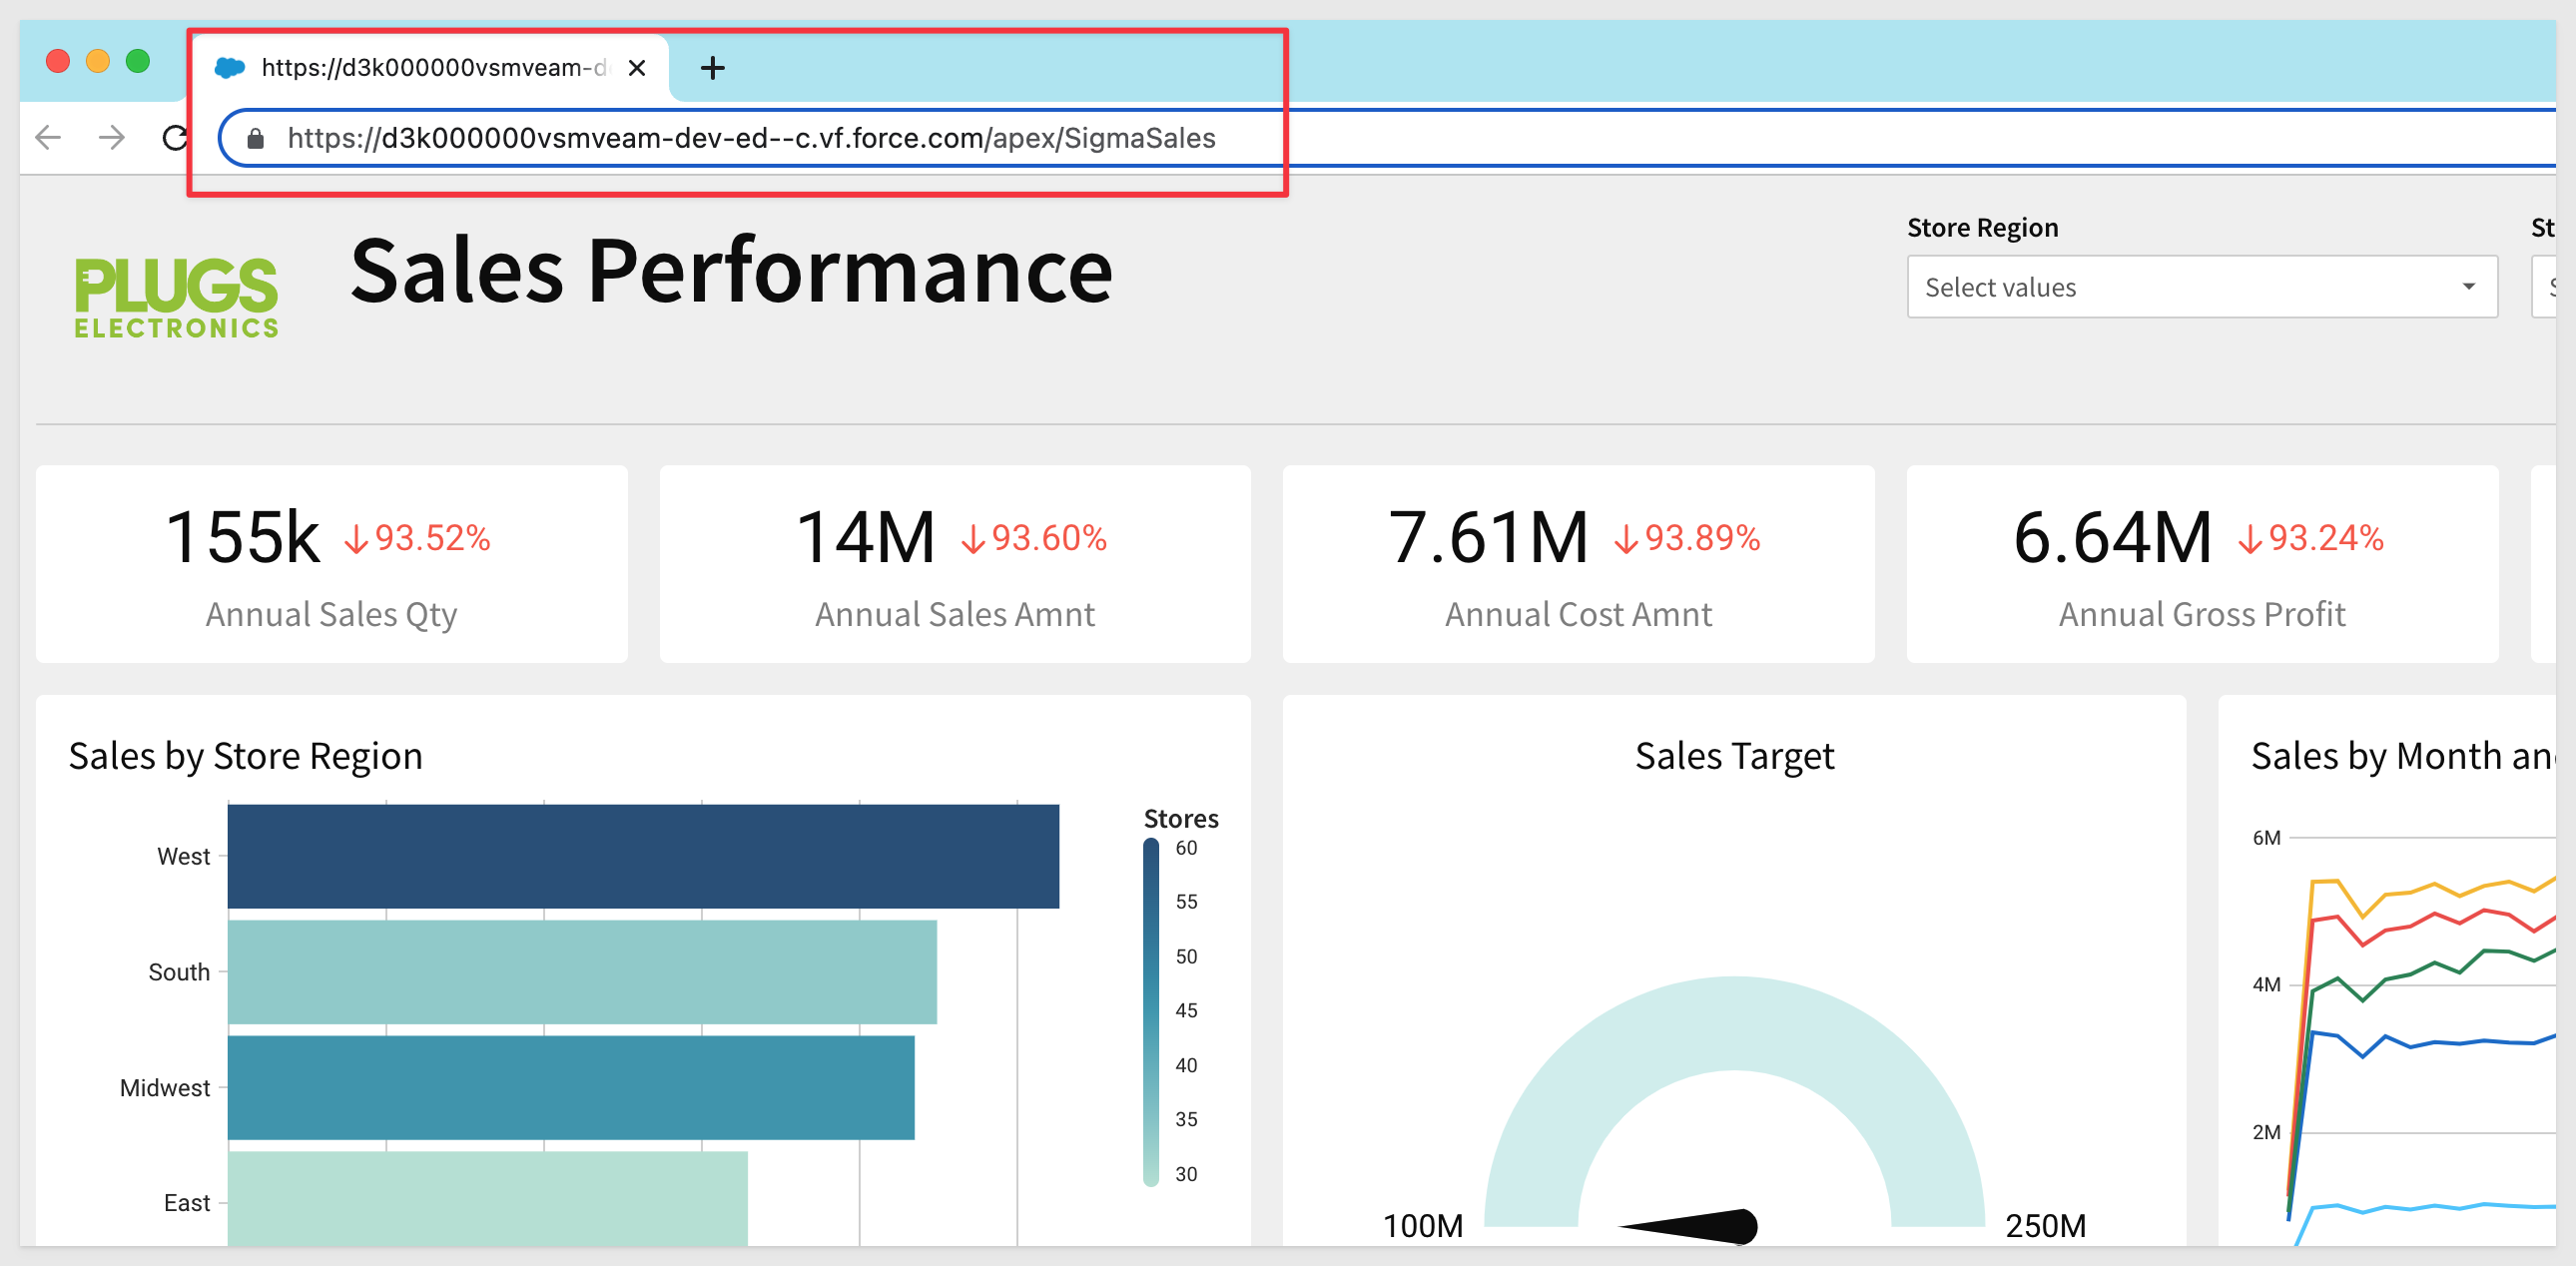 https://d3k000000vsmveam-d
https://d3k000000vsmveam-dev-ed--c.vf.force.com/apex/SigmaSales
PLUGS
ELECTRONICS
Sales Performance
Store Region
Select values
St
155k ↓93.52%
Annual Sales Qty
14M ↓93.60%
Annual Sales Amnt
7.61M ↓93.89%
Annual Cost Amnt
6.64M ↓93.24%
Annual Gross Profit
Sales by Store Region
West
South
Midwest
East
Stores
60
55
50
45
40
35
30
Sales Target
100M
250M
Sales by Month an
6M
4M
2M